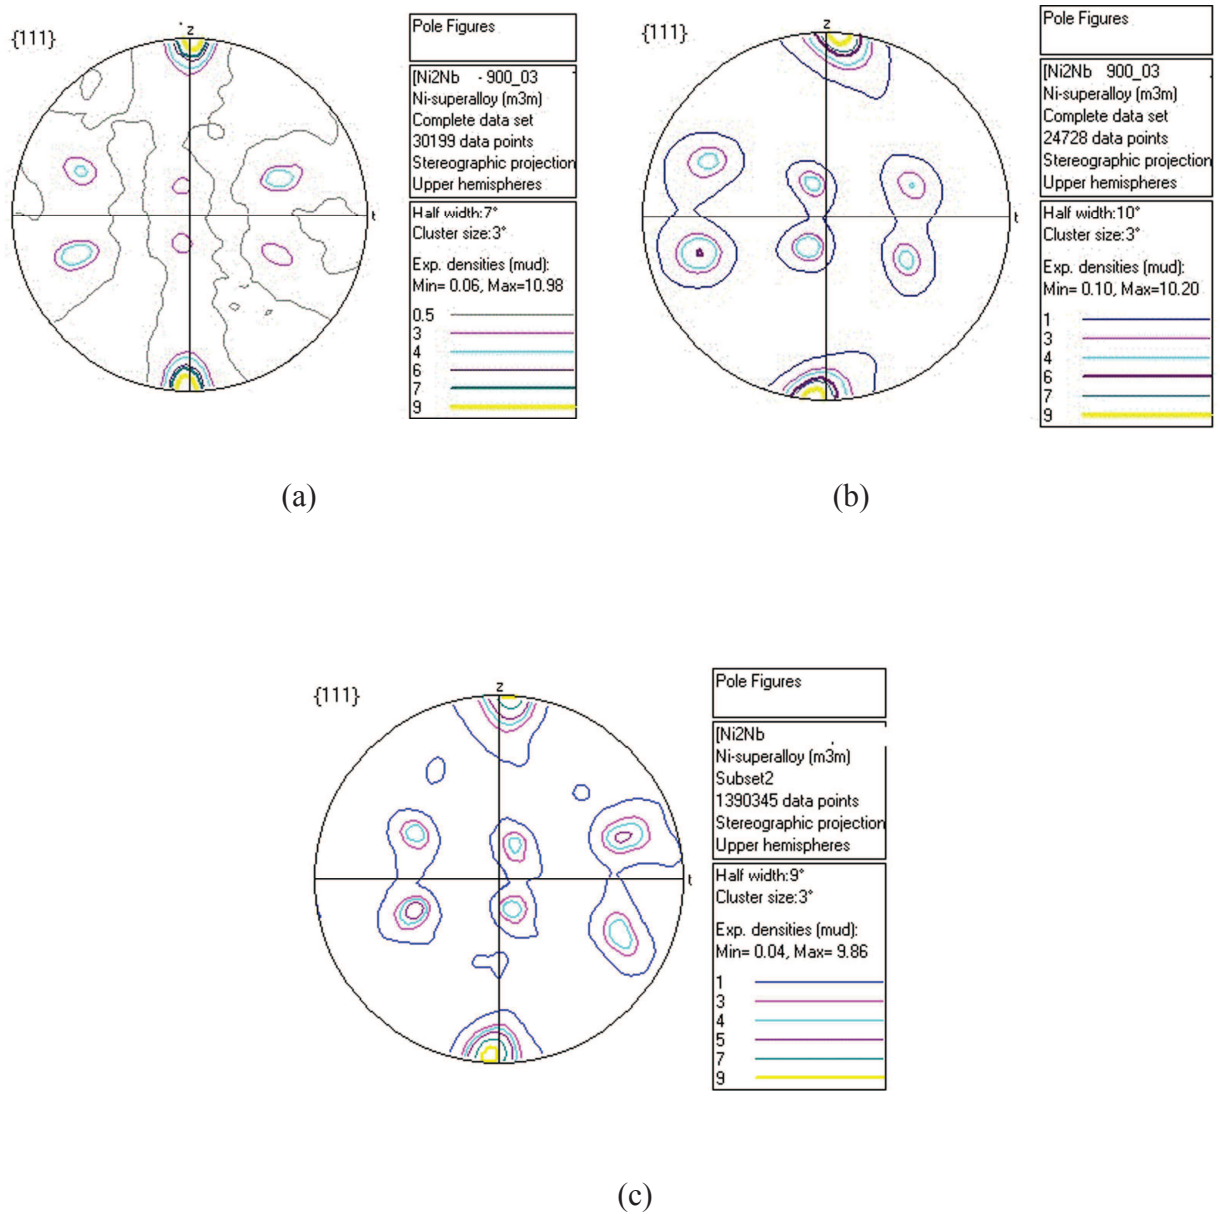 {111}
z
t
Pole Figures
[Ni2Nb - 900_03
Ni-superalloy (m3m)
Complete data set
30199 data points
Stereographic projection
Upper hemispheres
Half width:7°
Cluster size:3°
Exp. densities (mud):
Min= 0.06, Max=10.98
0.5
3
4
6
7
9
(a)
{111}
z
t
Pole Figures
[Ni2Nb 900_03
Ni-superalloy (m3m)
Complete data set
24728 data points
Stereographic projection
Upper hemispheres
Half width:10°
Cluster size:3°
Exp. densities (mud):
Min= 0.10, Max=10.20
1
3
4
6
7
9
(b)
{111}
z
t
Pole Figures
[Ni2Nb
Ni-superalloy (m3m)
Subset2
1390345 data points
Stereographic projection
Upper hemispheres
Half width:9°
Cluster size:3°
Exp. densities (mud):
Min= 0.04, Max= 9.86
1
3
4
5
7
9
(c)